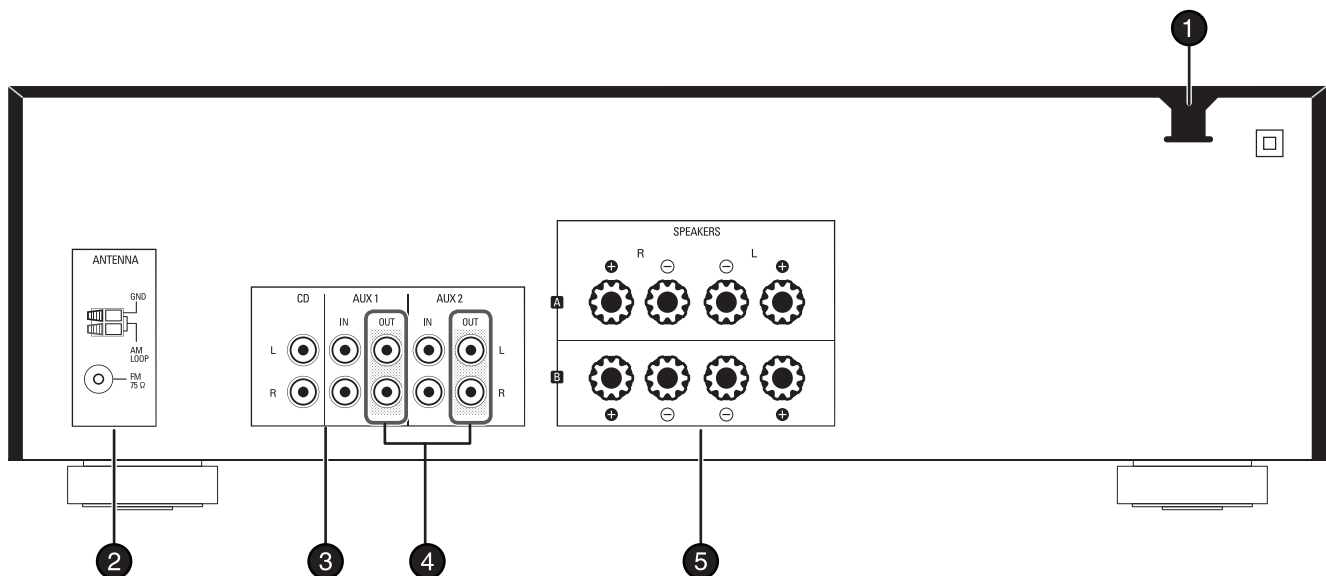 1
SPEAKERS
R L
+ − − +
A
B
+ − − +
ANTENNA
GND
AM
LOOP
FM
75 Ω
CD AUX 1 AUX 2
IN OUT IN OUT
L L
R R
2 3 4 5